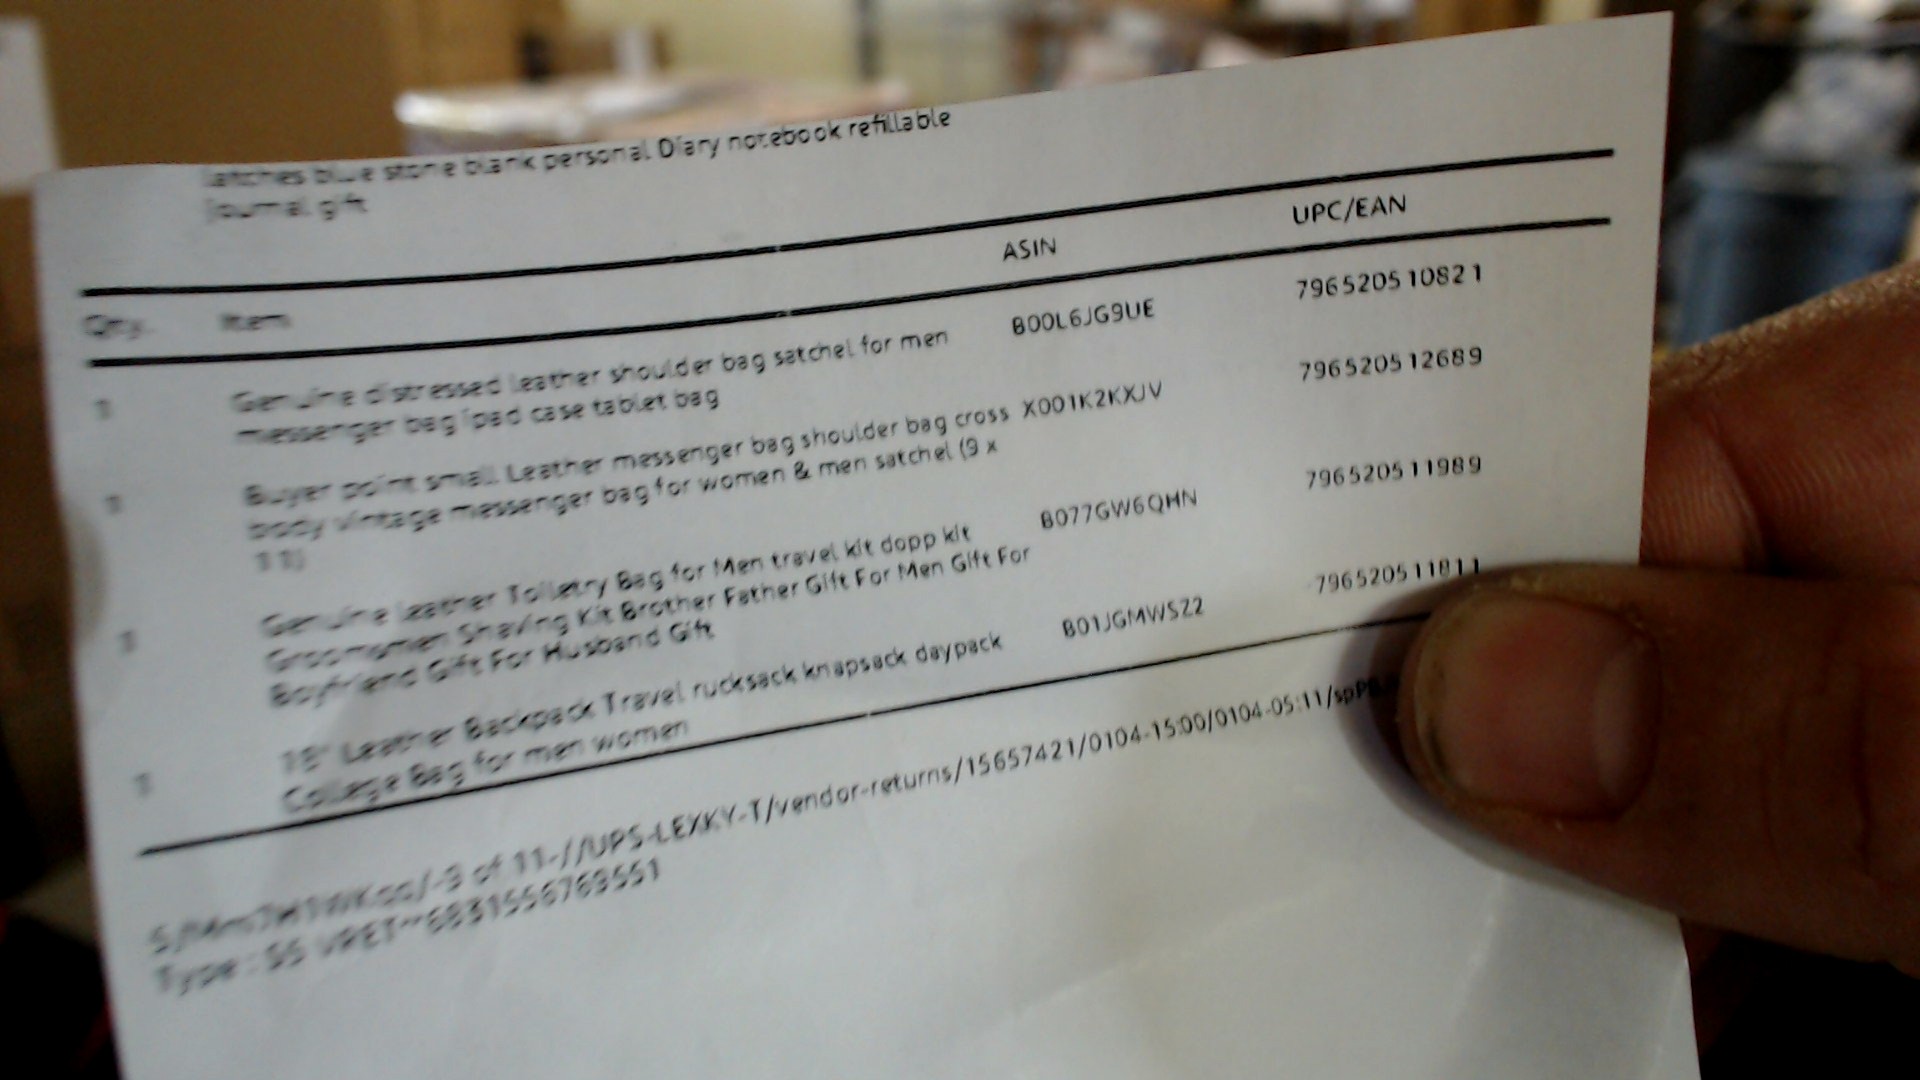 latches blue stone blank personal Diary notebook refillable
journal gift
Qty. Item ASIN UPC/EAN
1 Genuine distressed leather shoulder bag satchel for men B00L6JG9UE 796520510821
messenger bag ipad case tablet bag
1 Buyer point small Leather messenger bag shoulder bag cross X001K2KXJV 796520512689
body vintage messenger bag for women & men satchel (9 x
11)
1 Genuine leather Toiletry Bag for Men travel kit dopp kit B077GW6QHN 796520511989
Groomsmen Shaving Kit Brother Father Gift For Men Gift For
Boyfriend Gift For Husband Gift
1 18" Leather Backpack Travel rucksack knapsack daypack B01JGMWSZ2 796520511811
College Bag for men women
of 11-//UPS-LEXKY-T/vendor-returns/15657421/0104-15:00/0104-05:11/
Type : SS VRET